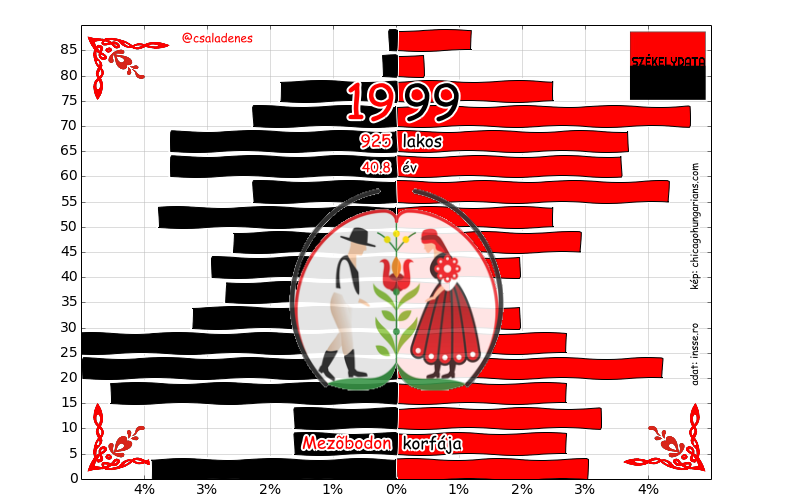 @csaladenes
SZÉKELYDATA
1999
925 lakos
40.8 év
kép: chicagohungarians.com
adat: insse.ro
Mezõbodon korfája
85
80
75
70
65
60
55
50
45
40
35
30
25
20
15
10
5
0
4% 3% 2% 1% 0% 1% 2% 3% 4%